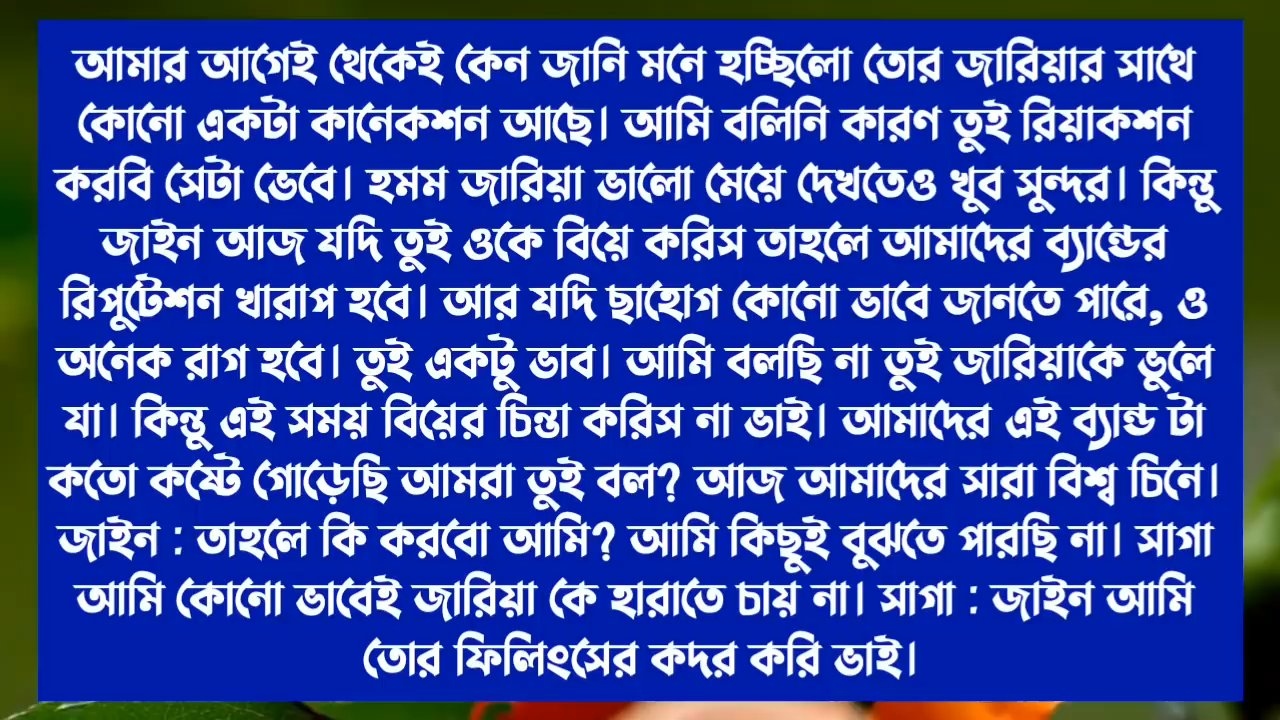 আমার আগেই থেকেই কেন জানি মনে হচ্ছিলো তোর জারিয়ার সাথে
কোনো একটা কানেকশন আছে। আমি বলিনি কারণ তুই রিয়াকশন
করবি সেটা ভেবে। হমম জারিয়া ভালো মেয়ে দেখতেও খুব সুন্দর। কিন্তু
জাইন আজ যদি তুই ওকে বিয়ে করিস তাহলে আমাদের ব্যান্ডের
রিপুটেশন খারাপ হবে। আর যদি ছাহোগ কোনো ভাবে জানতে পারে, ও
অনেক রাগ হবে। তুই একটু ভাব। আমি বলছি না তুই জারিয়াকে ভুলে
যা। কিন্তু এই সময় বিয়ের চিন্তা করিস না ভাই। আমাদের এই ব্যান্ড টা
কতো কষ্টে গোড়েছি আমরা তুই বল? আজ আমাদের সারা বিশ্ব চিনে।
জাইন : তাহলে কি করবো আমি? আমি কিছুই বুঝতে পারছি না। সাগা
আমি কোনো ভাবেই জারিয়া কে হারাতে চায় না। সাগা : জাইন আমি
তোর ফিলিংসের কদর করি ভাই।